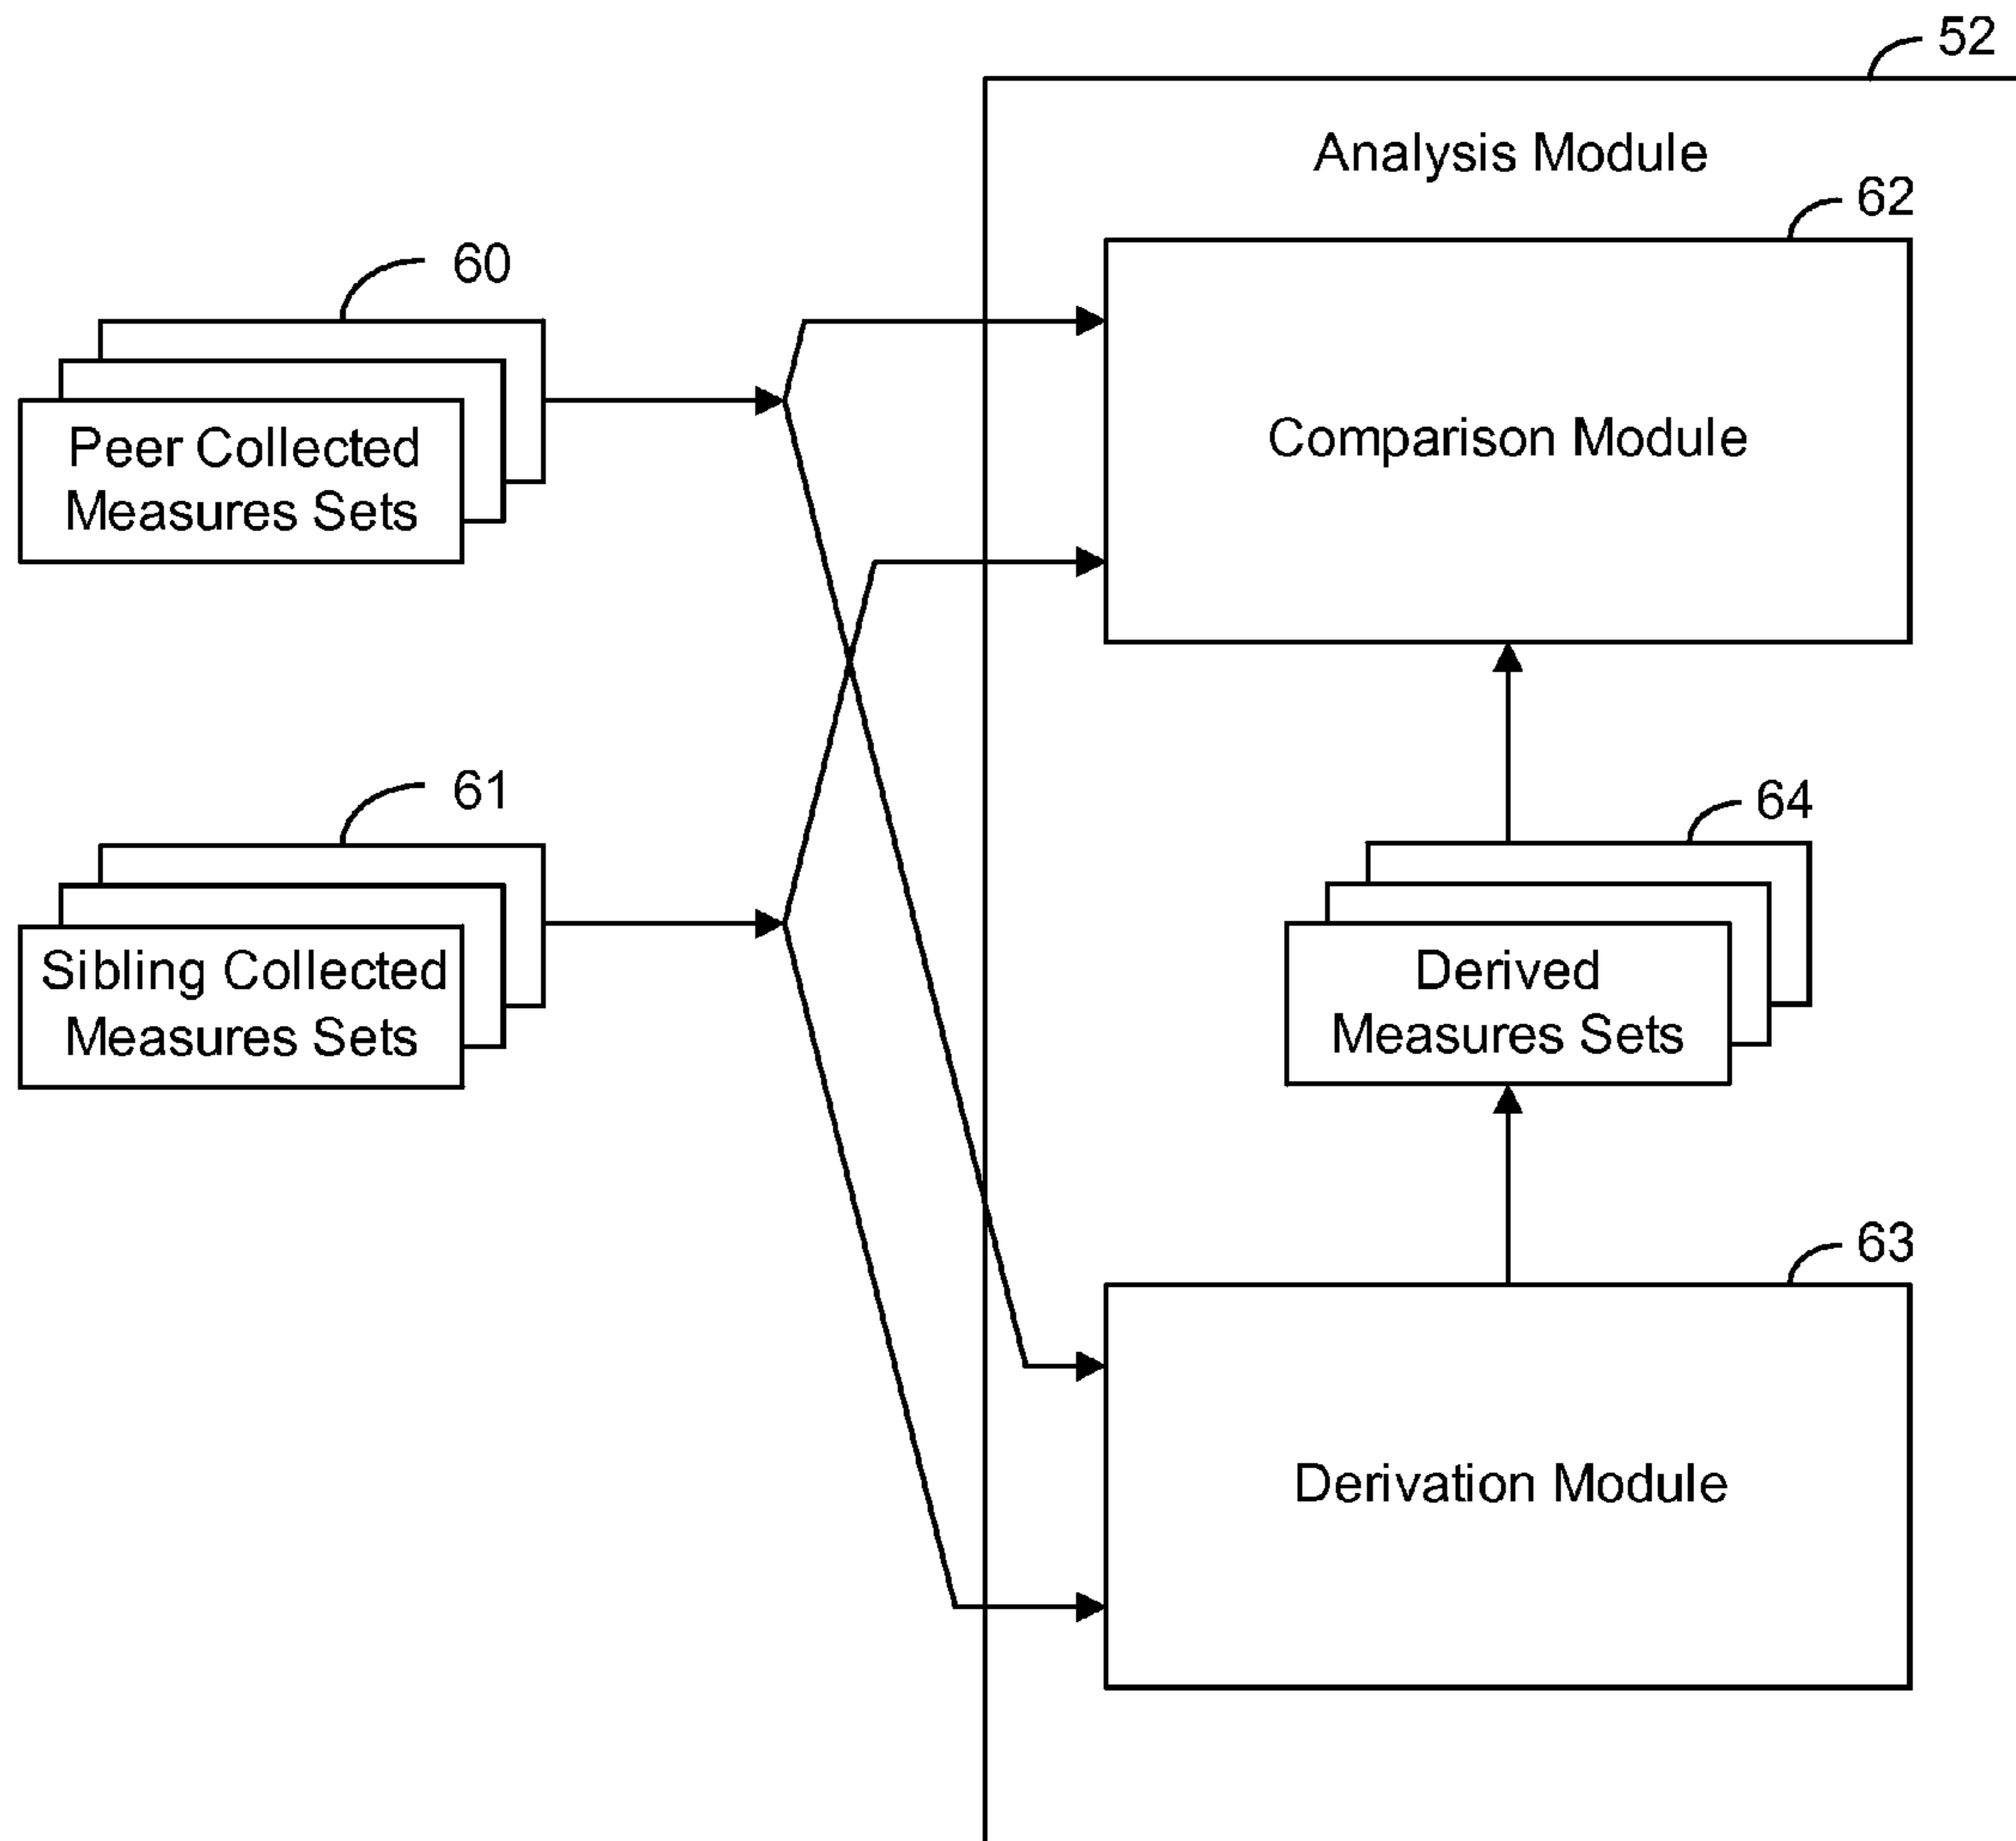 52
Analysis Module
62
60
Comparison Module
Peer Collected
Measures Sets
61
64
Sibling Collected
Measures Sets
Derived
Measures Sets
63
Derivation Module